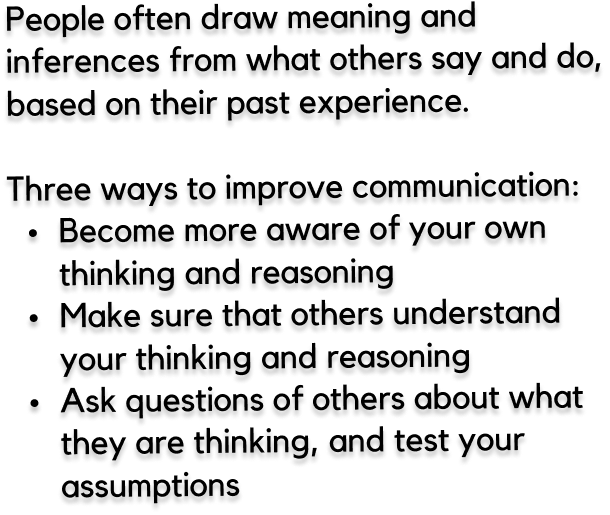 People often draw meaning and
inferences from what others say and do,
based on their past experience.
Three ways to improve communication:
• Become more aware of your own
thinking and reasoning
• Make sure that others understand
your thinking and reasoning
• Ask questions of others about what
they are thinking, and test your
assumptions